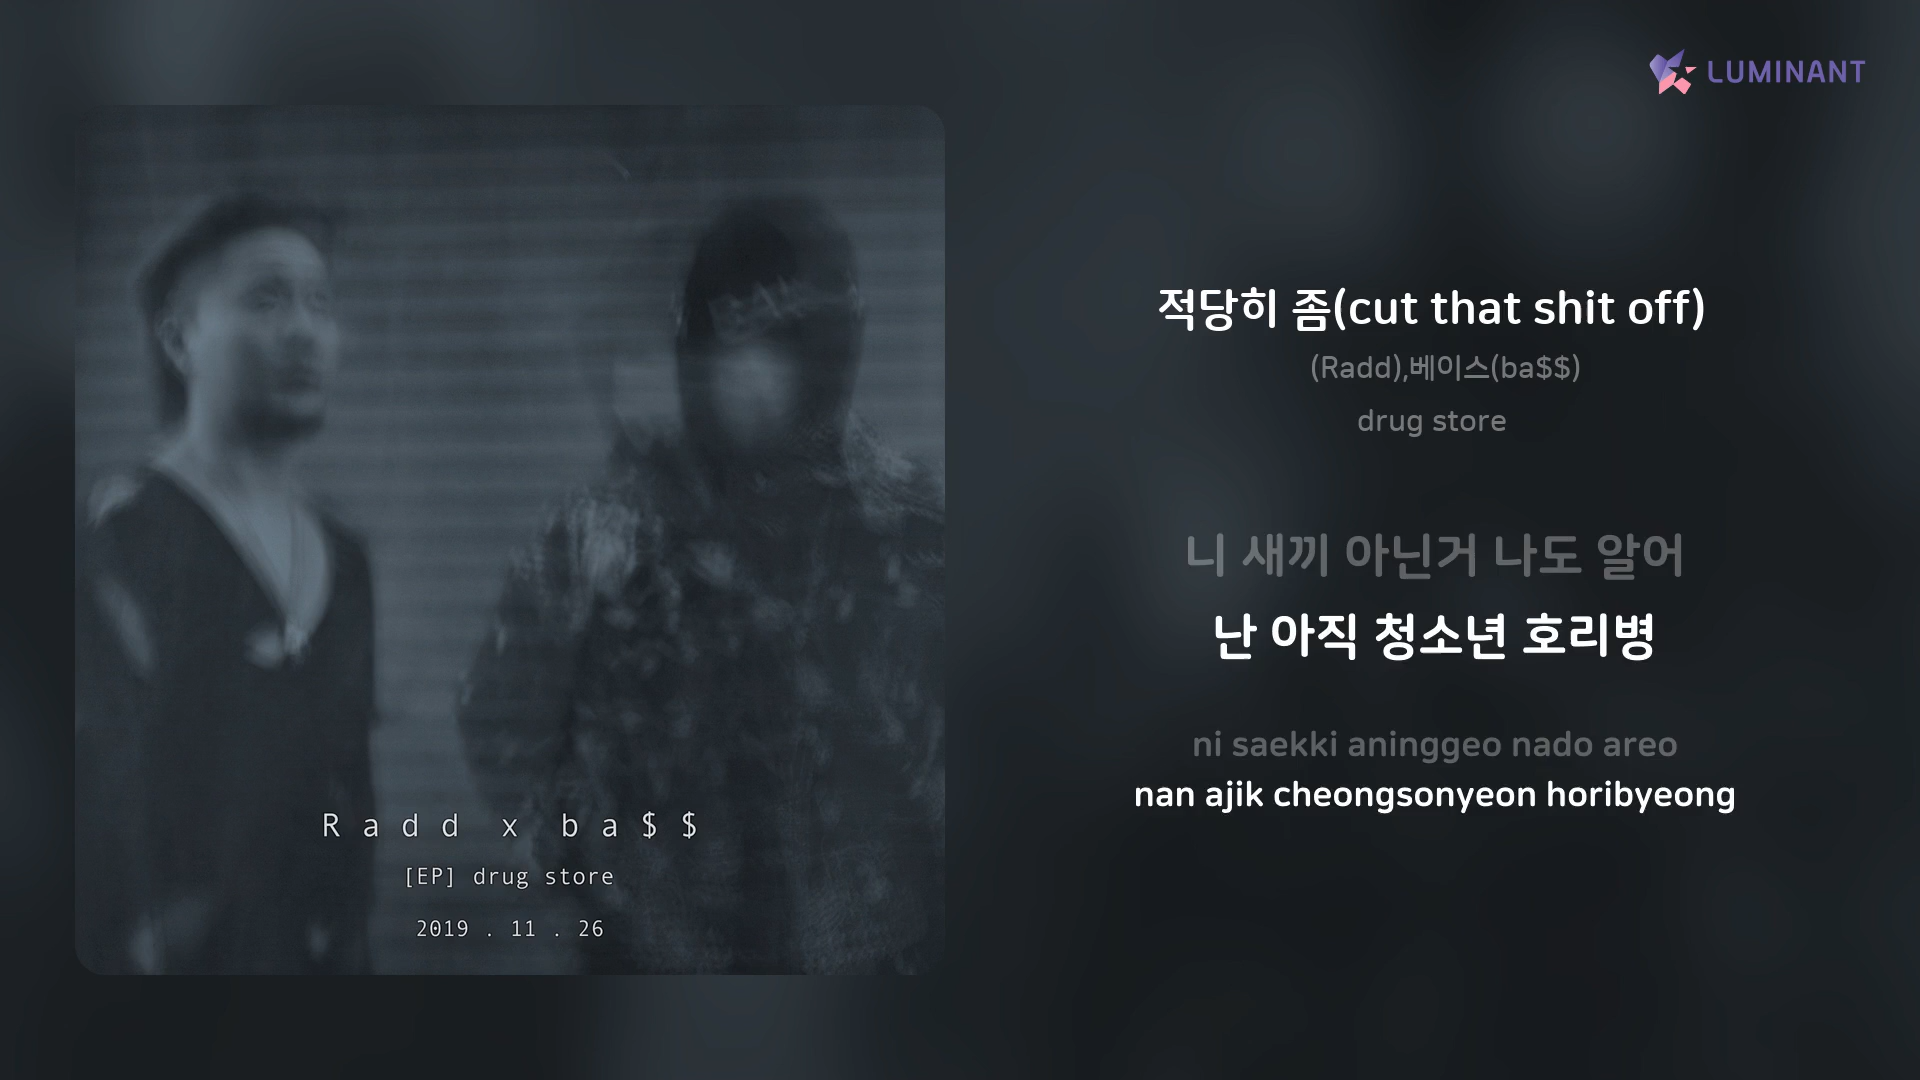 LUMINANT
적당히 좀(cut that shit off)
(Radd),베이스(ba$$)
drug store
니 새끼 아닌거 나도 알어
난 아직 청소년 호리병
ni saekki aninggeo nado areo
nan ajik cheongsonyeon horibyeong
Radd x ba$$
[EP] drug store
2019 . 11 . 26